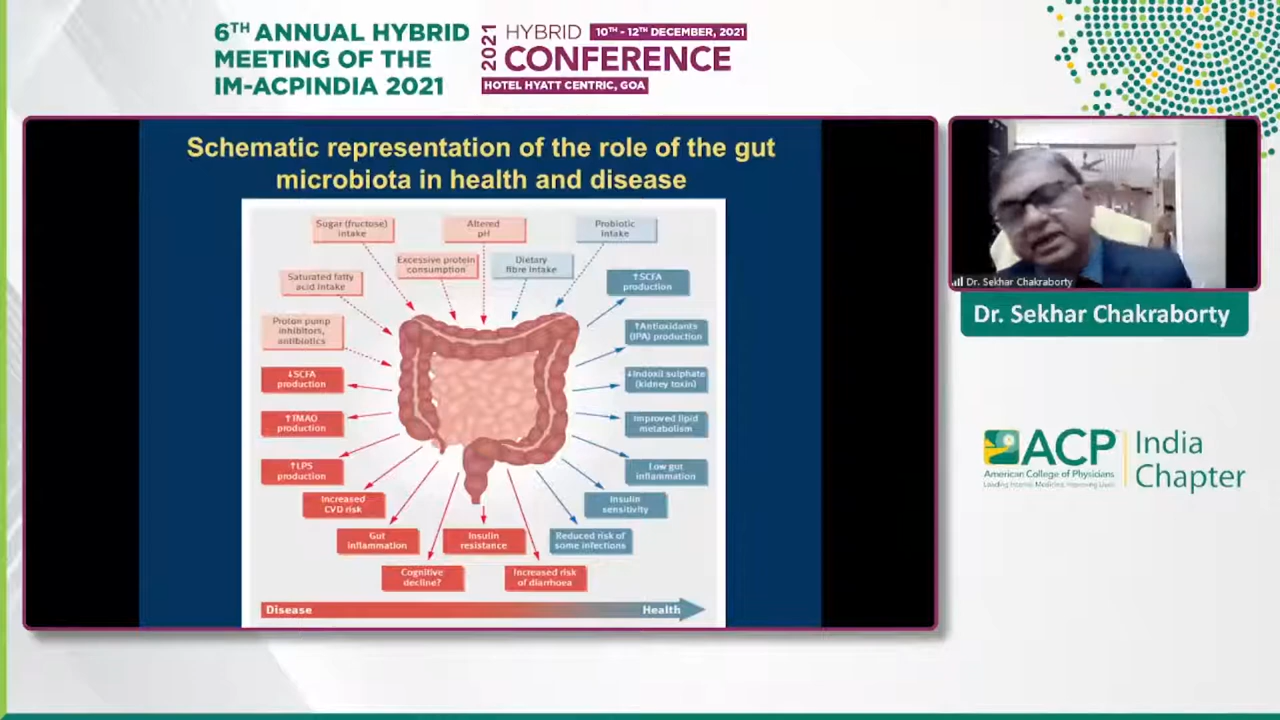 6TH ANNUAL HYBRID
MEETING OF THE
IM-ACPINDIA 2021
2021
HYBRID
10TH - 12TH DECEMBER, 2021
CONFERENCE
HOTEL HYATT CENTRIC, GOA
Schematic representation of the role of the gut
microbiota in health and disease
Sugar (fructose)
intake
Altered
pH
Probiotic
intake
Saturated fatty
acid intake
Excessive protein
consumption
Dietary
fibre intake
↑SCFA
production
Proton pump
inhibitors,
antibiotics
↑Antioxidants
(IPA) production
↓SCFA
production
↓Indoxil sulphate
(kidney toxin)
↑TMAO
production
Improved lipid
metabolism
↑LPS
production
Low gut
inflammation
Increased
CVD risk
Insulin
sensitivity
Gut
inflammation
Insulin
resistance
Reduced risk of
some infections
Cognitive
decline?
Increased risk
of diarrhoea
Disease
Health
Dr. Sekhar Chakraborty
Dr. Sekhar Chakraborty
ACP
American College of Physicians
Leading Internal Medicine, Improving Lives
India
Chapter